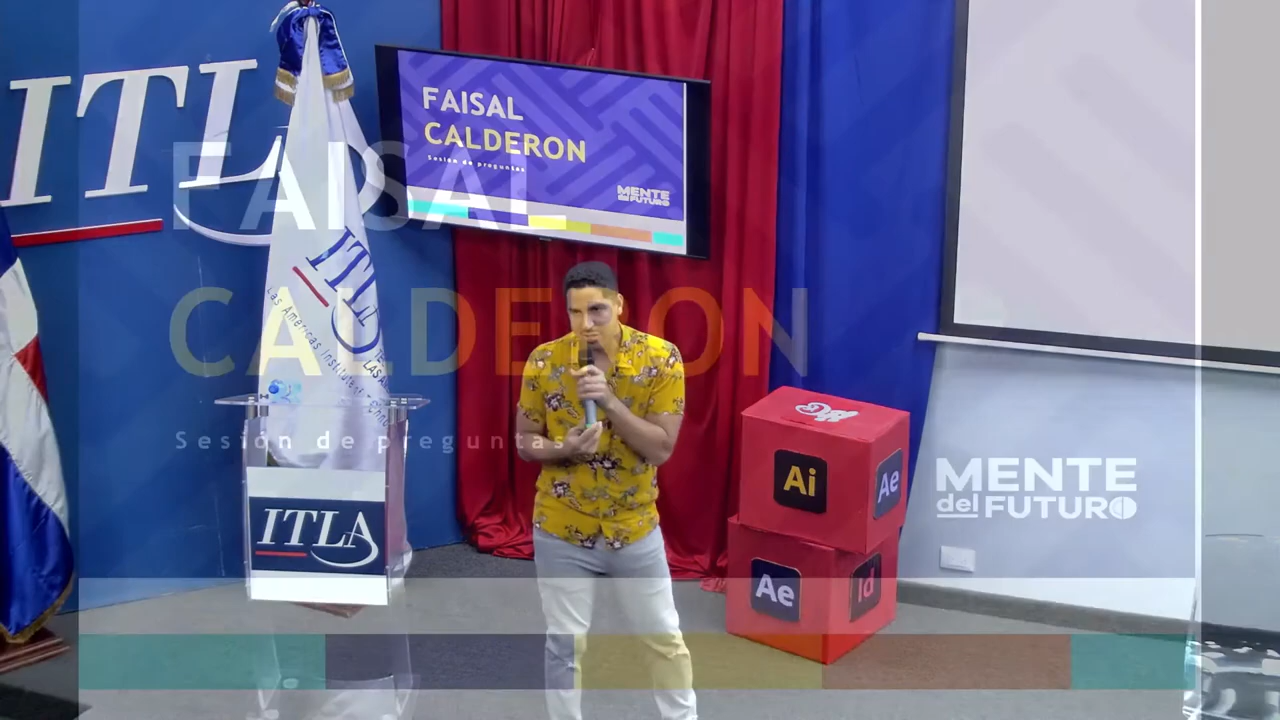 ITLA
FAISAL
CALDERON
Sesión de preguntas
MENTE
del FUTURO
FAISAL
CALDERON
Sesión de preguntas
ITLA
Las Américas Institute
ITLA
Ai
Ae
Ae
Id
MENTE
del FUTURO